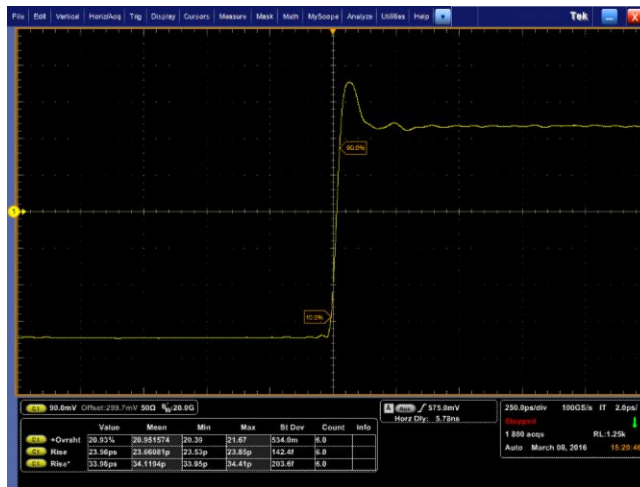 File Edit Vertical Horiz/Acq Trig Display Cursors Measure Mask Math MyScope Analyze Utilities Help Tek X
90.0%
1
10.0%
C1 90.0mV Offset:299.7mV 50Ω BW:20.0G
A Aux 575.0mV
Horz Dly: 5.78ns
250.0ps/div 100GS/s IT 2.0ps/
Stopped
1 800 acqs RL:1.25k
Auto March 08, 2016 15:20:46
Value Mean Min Max St Dev Count Info
C1 +Ovrsht 20.93% 20.951574 20.39 21.67 534.0m 6.0
C1 Rise 23.56ps 23.66081p 23.53p 23.85p 142.4f 6.0
C1 Rise* 33.96ps 34.1194p 33.95p 34.41p 203.6f 6.0